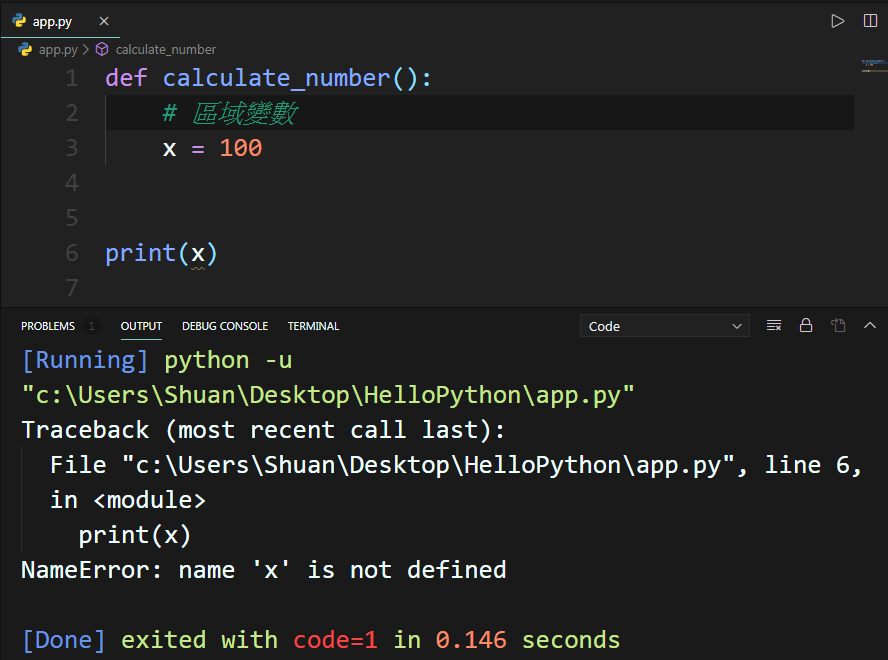 app.py
app.py > calculate_number
1 def calculate_number():
2 # 區域變數
3 x = 100
4
5
6 print(x)
7
PROBLEMS 1 OUTPUT DEBUG CONSOLE TERMINAL Code
[Running] python -u
"c:\Users\Shuan\Desktop\HelloPython\app.py"
Traceback (most recent call last):
File "c:\Users\Shuan\Desktop\HelloPython\app.py", line 6,
in <module>
print(x)
NameError: name 'x' is not defined
[Done] exited with code=1 in 0.146 seconds